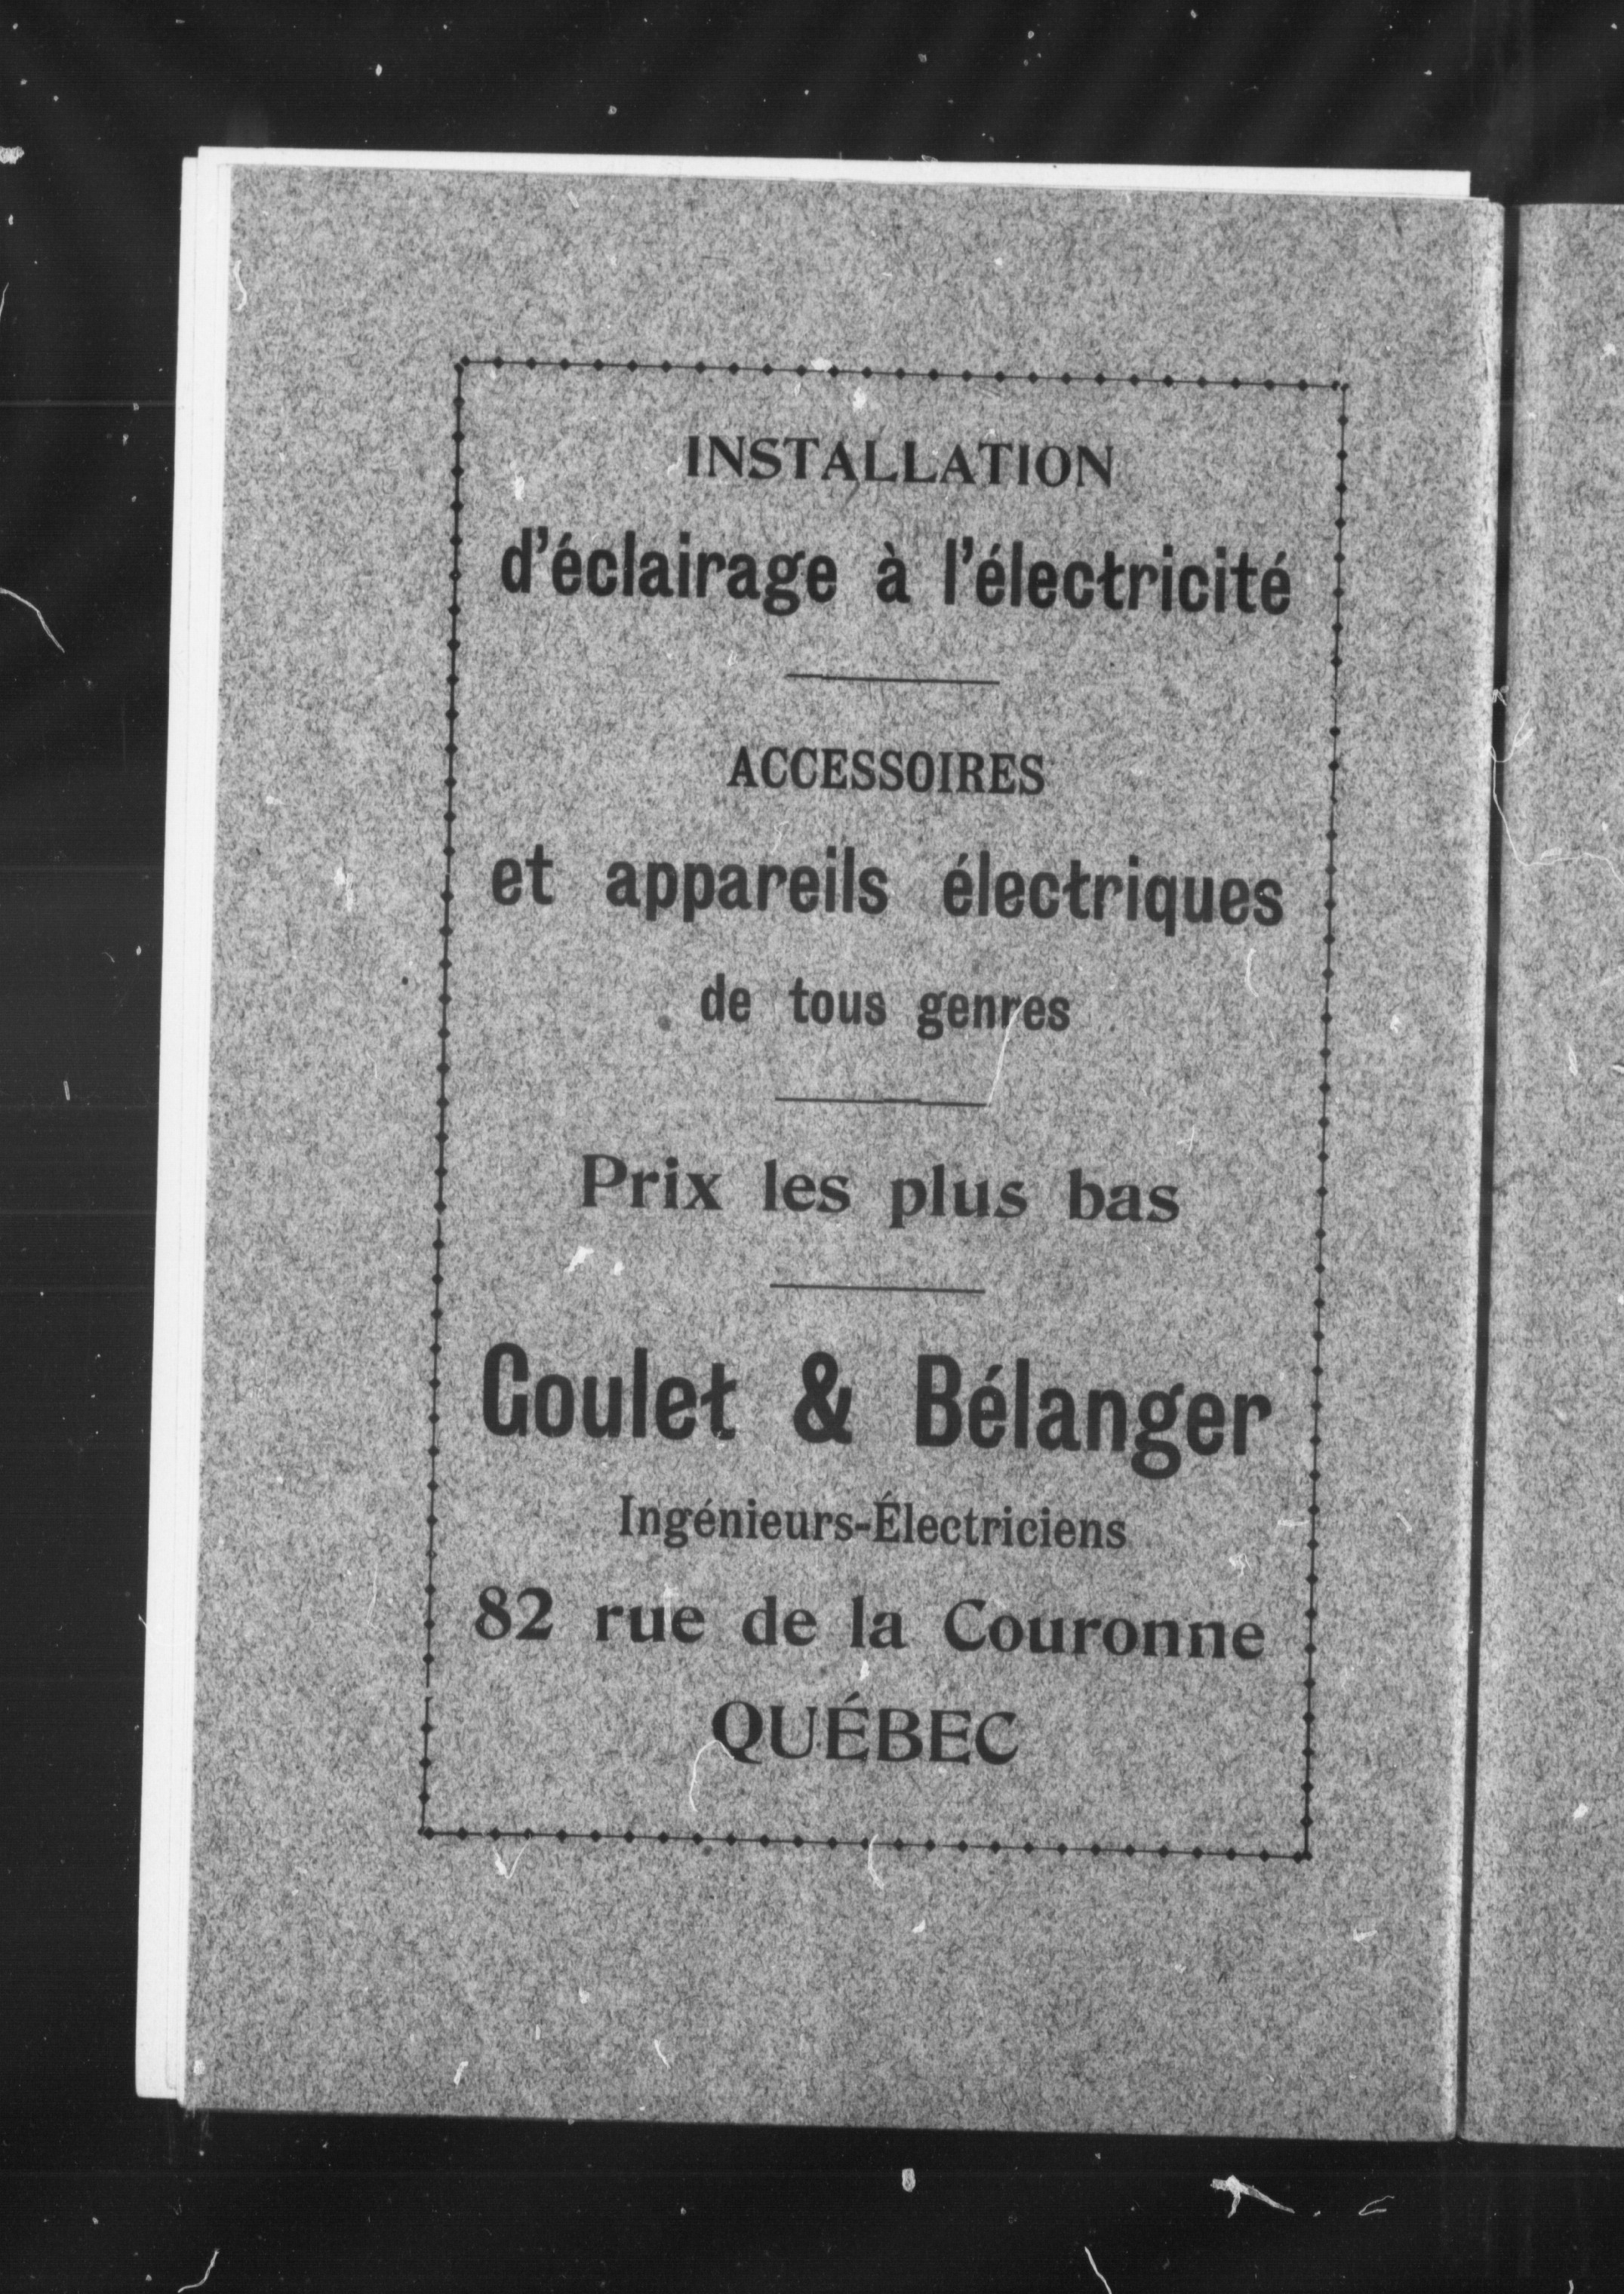 INSTALLATION
d'éclairage à l'électricité
ACCESSOIRES
et appareils électriques
de tous genres
Prix les plus bas
Goulet & Bélanger
Ingénieurs-Électriciens
82 rue de la Couronne
QUÉBEC